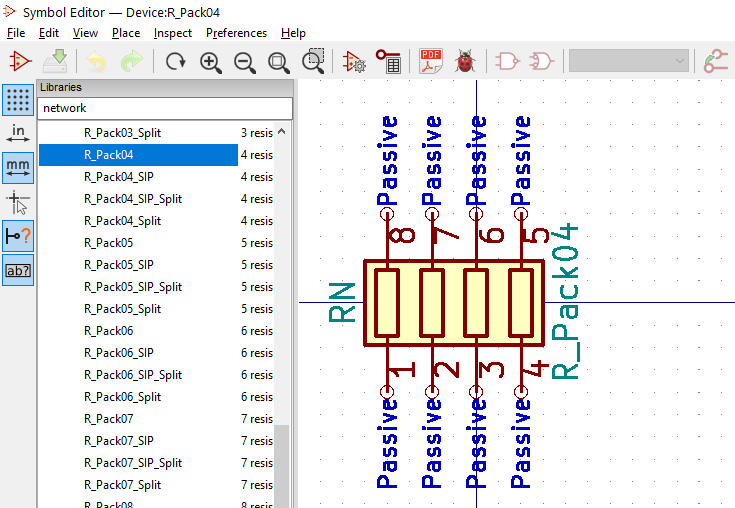 Symbol Editor — Device:R_Pack04
File Edit View Place Inspect Preferences Help
PDF
Libraries
network
in
mm
ab?
R_Pack03_Split 3 resis
R_Pack04 4 resis
R_Pack04_SIP 4 resis
R_Pack04_SIP_Split 4 resis
R_Pack04_Split 4 resis
R_Pack05 5 resis
R_Pack05_SIP 5 resis
R_Pack05_SIP_Split 5 resis
R_Pack05_Split 5 resis
R_Pack06 6 resis
R_Pack06_SIP 6 resis
R_Pack06_SIP_Split 6 resis
R_Pack06_Split 6 resis
R_Pack07 7 resis
R_Pack07_SIP 7 resis
R_Pack07_SIP_Split 7 resis
R_Pack07_Split 7 resis
R_Pack08 8 resis
Passive Passive Passive Passive
8 7 6 5
RN
R_Pack04
1 2 3 4
Passive Passive Passive Passive